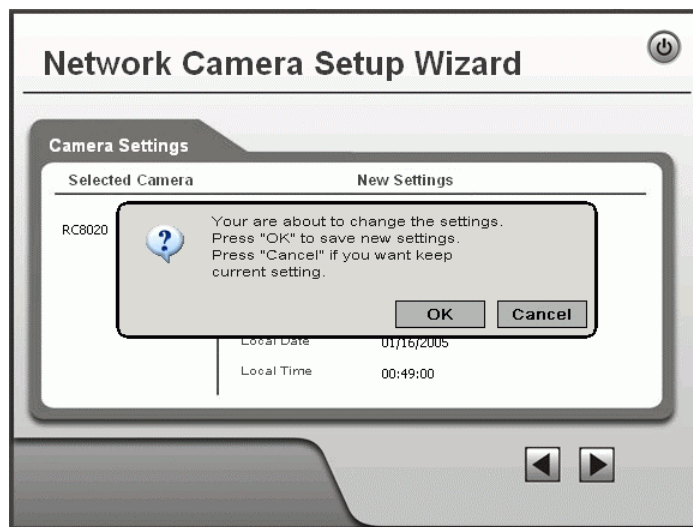 Network Camera Setup Wizard
Camera Settings
Selected Camera
New Settings
RC8020
Your are about to change the settings.
Press "OK" to save new settings.
Press "Cancel" if you want keep
current setting.
OK
Cancel
Local Date
01/16/2005
Local Time
00:49:00